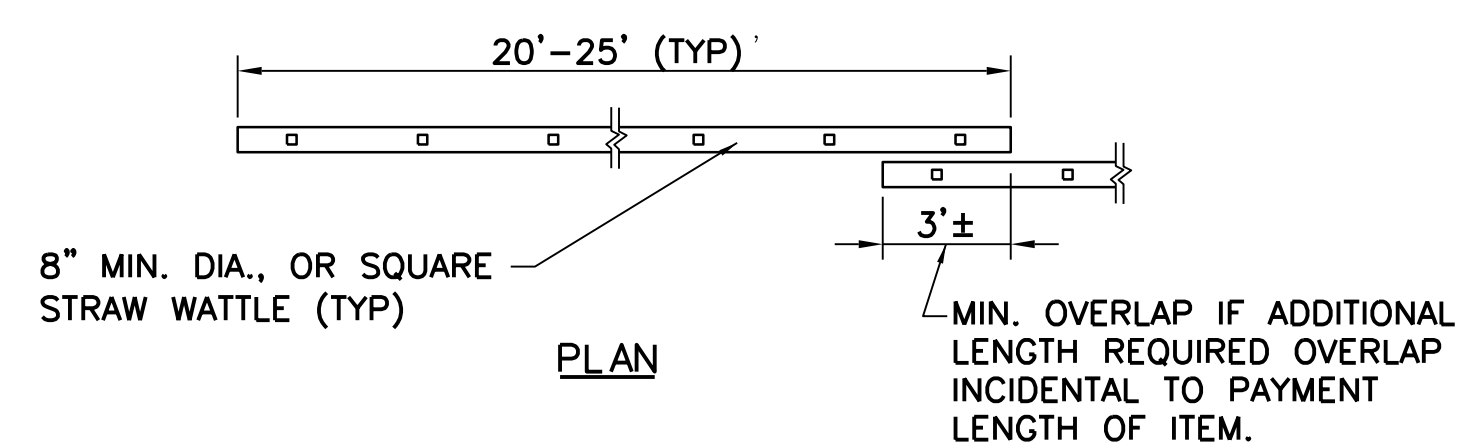 20'-25' (TYP)'
3'±
8" MIN. DIA., OR SQUARE
STRAW WATTLE (TYP)
MIN. OVERLAP IF ADDITIONAL
LENGTH REQUIRED OVERLAP
INCIDENTAL TO PAYMENT
LENGTH OF ITEM.
PLAN